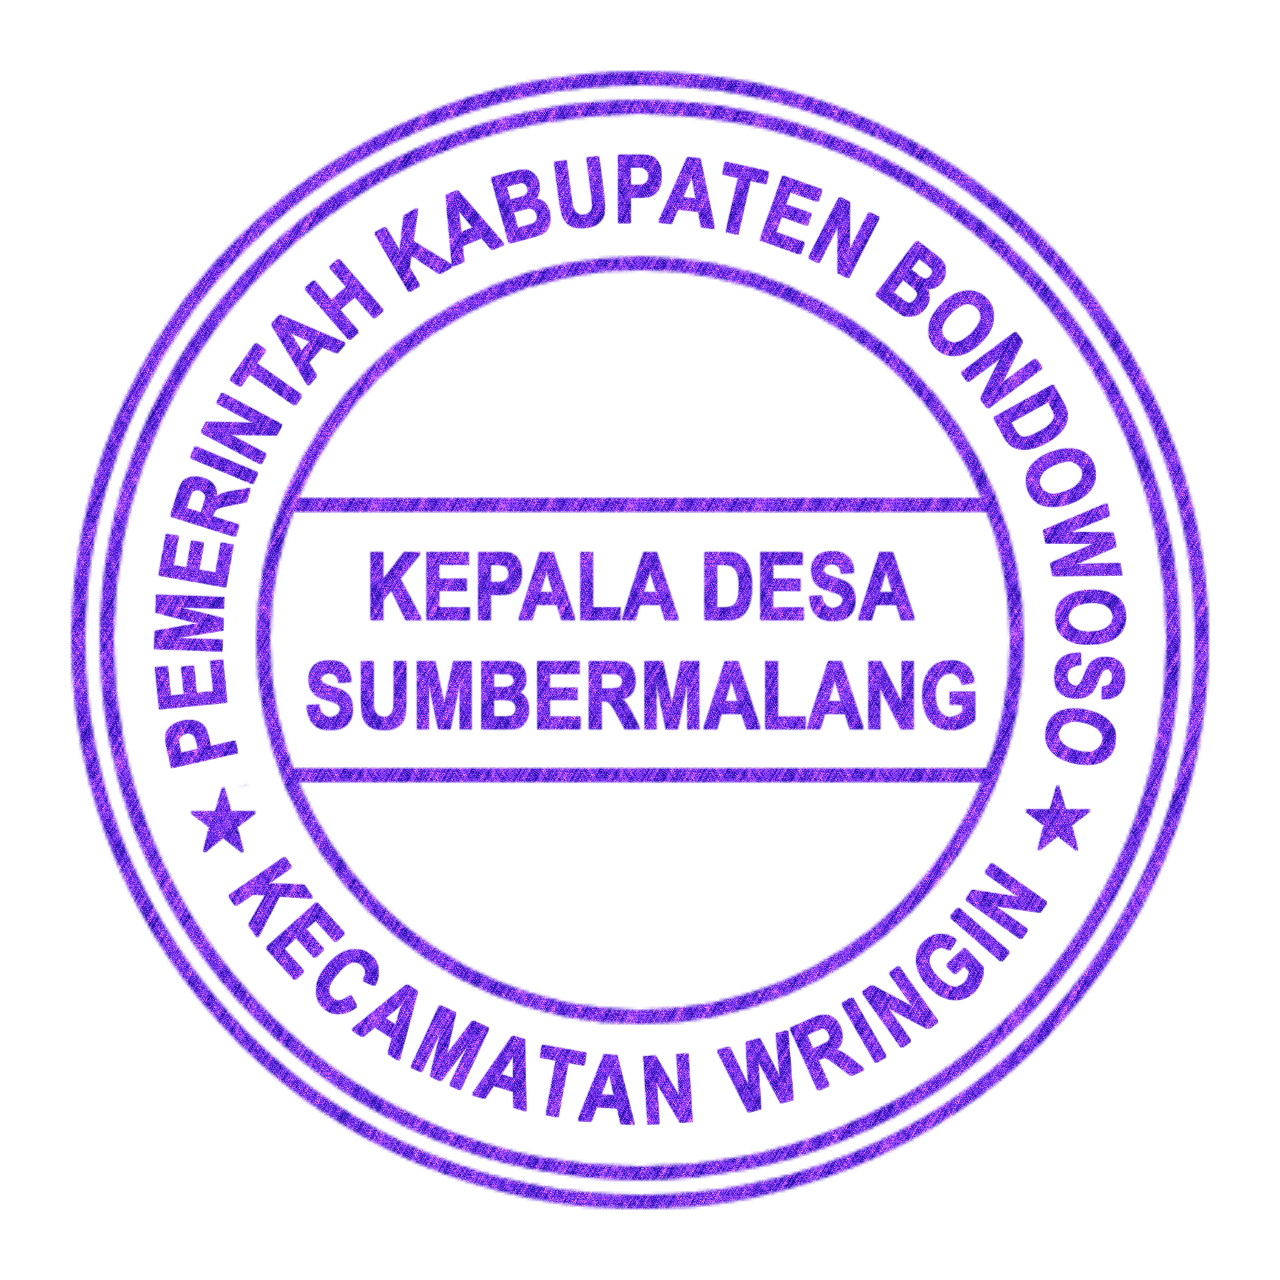 PEMERINTAH KABUPATEN BONDOWOSO
KEPALA DESA
SUMBERMALANG
★ KECAMATAN WRINGIN ★